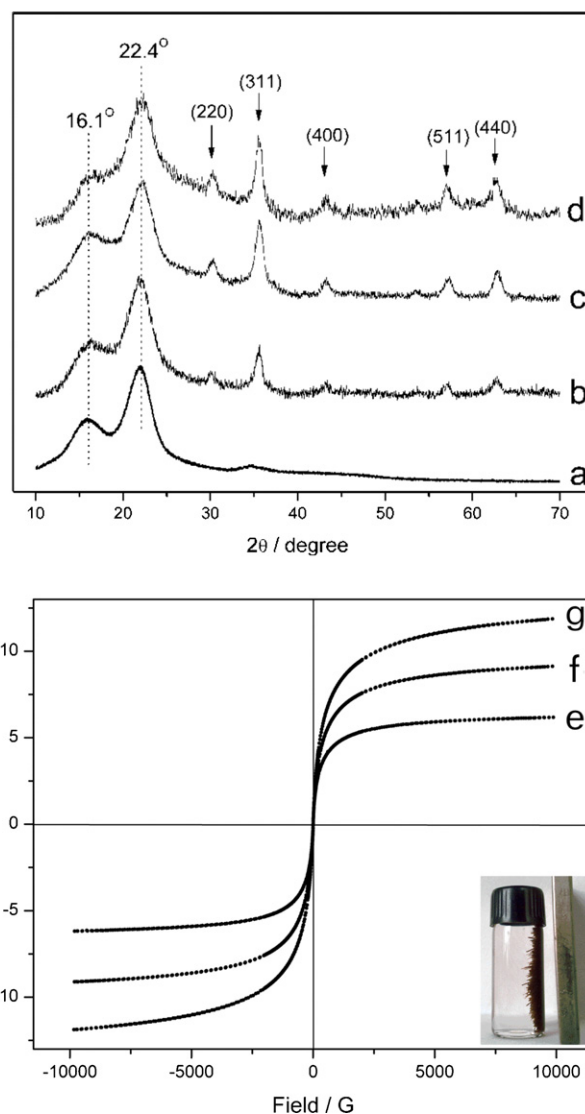 22.4°
16.1°
(220)
(311)
(400)
(511)
(440)
d
c
b
a
10 20 30 40 50 60 70
2θ / degree
10
5
0
-5
10
g
f
e
-10000 -5000 0 5000 10000
Field / G